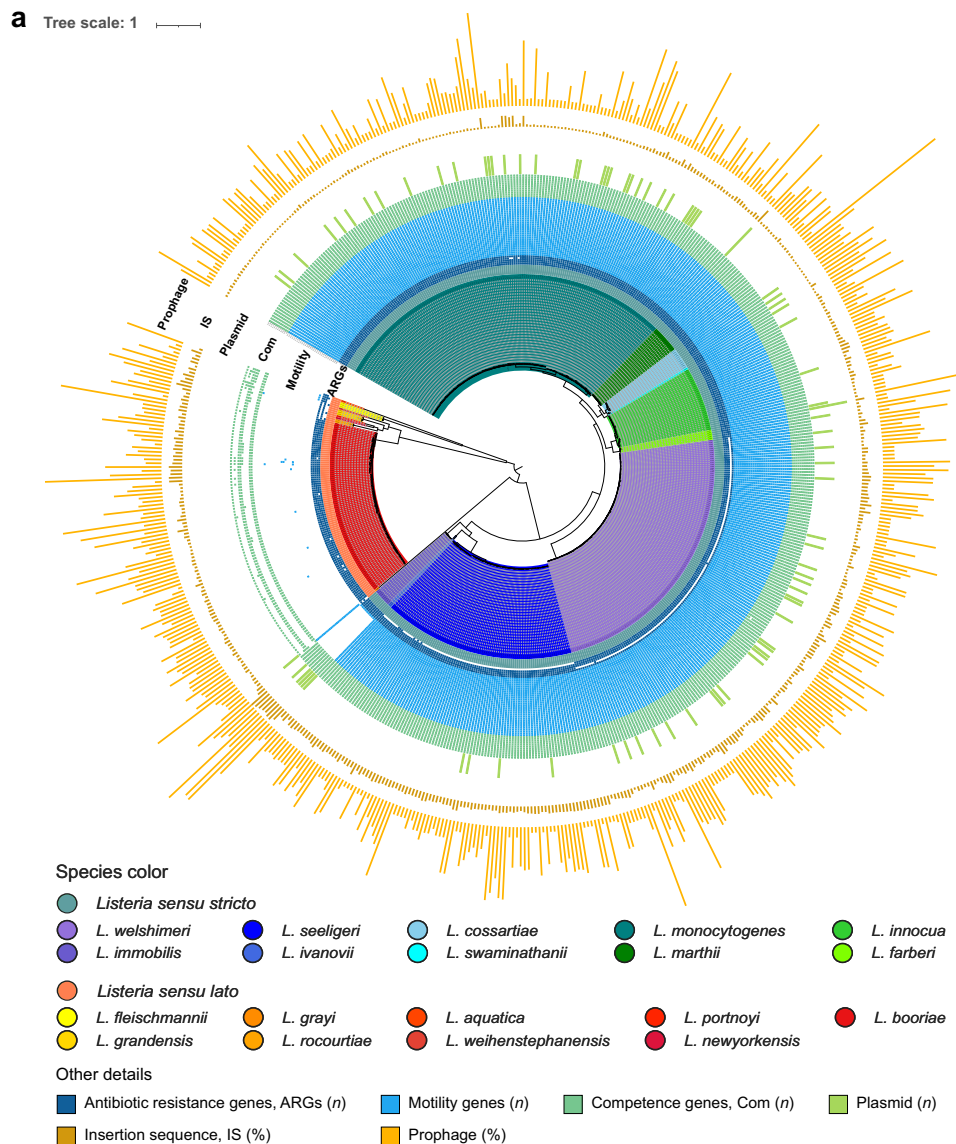 a Tree scale: 1
Prophage
IS
Plasmid
Com
Motility
ARGs
Species color
Listeria sensu stricto
L. welshimeri L. seeligeri L. cossartiae L. monocytogenes L. innocua
L. immobilis L. ivanovii L. swaminathanii L. marthii L. farberi
Listeria sensu lato
L. fleischmannii L. grayi L. aquatica L. portnoyi L. booriae
L. grandensis L. rocourtiae L. weihenstephanensis L. newyorkensis
Other details
Antibiotic resistance genes, ARGs (n) Motility genes (n) Competence genes, Com (n) Plasmid (n)
Insertion sequence, IS (%) Prophage (%)